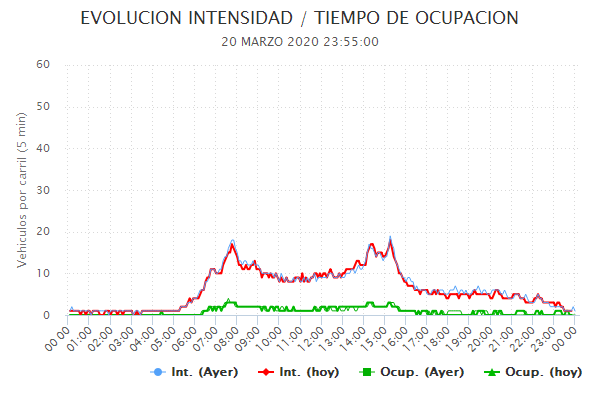 EVOLUCION INTENSIDAD / TIEMPO DE OCUPACION
20 MARZO 2020 23:55:00
Vehiculos por carril (5 min)
60
50
40
30
20
10
0
00:00 01:00 02:00 03:00 04:00 05:00 06:00 07:00 08:00 09:00 10:00 11:00 12:00 13:00 14:00 15:00 16:00 17:00 18:00 19:00 20:00 21:00 22:00 23:00 00:00
Int. (Ayer) Int. (hoy) Ocup. (Ayer) Ocup. (hoy)